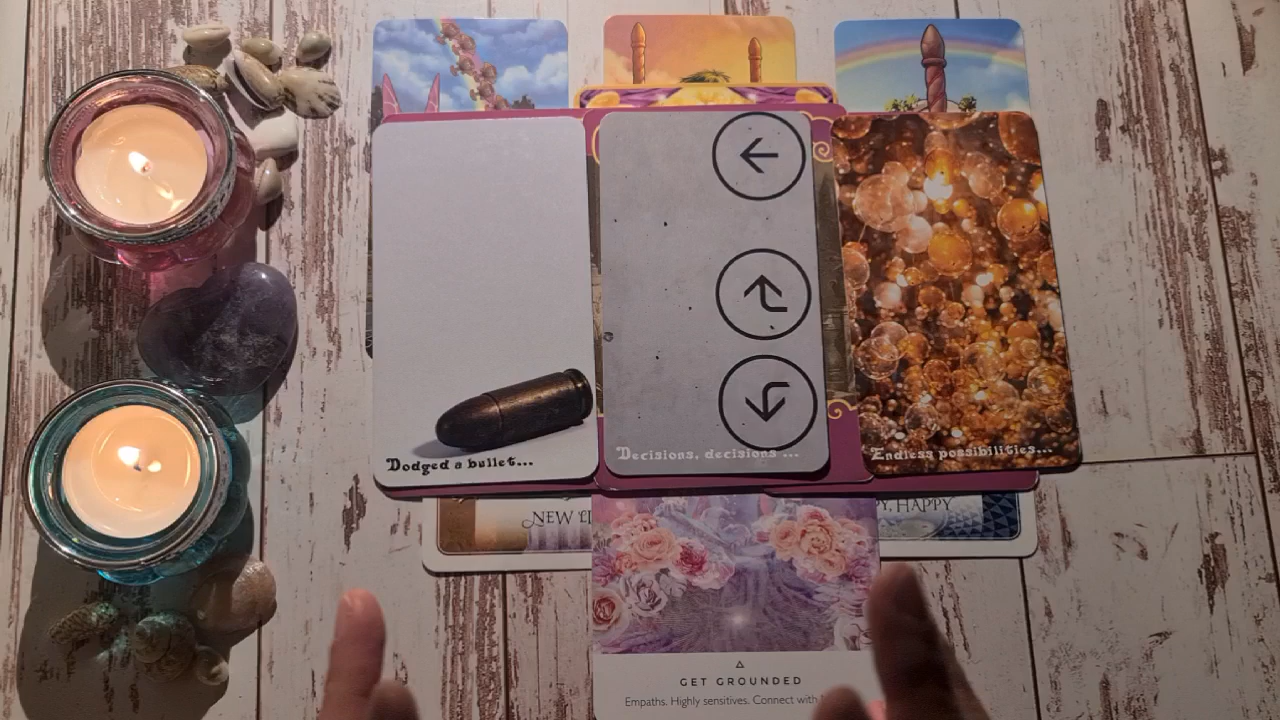 Dodged a bullet...
Decisions, decisions ...
Endless possibilities...
NEW
HAPPY
GET GROUNDED
Empaths. Highly sensitives. Connect with